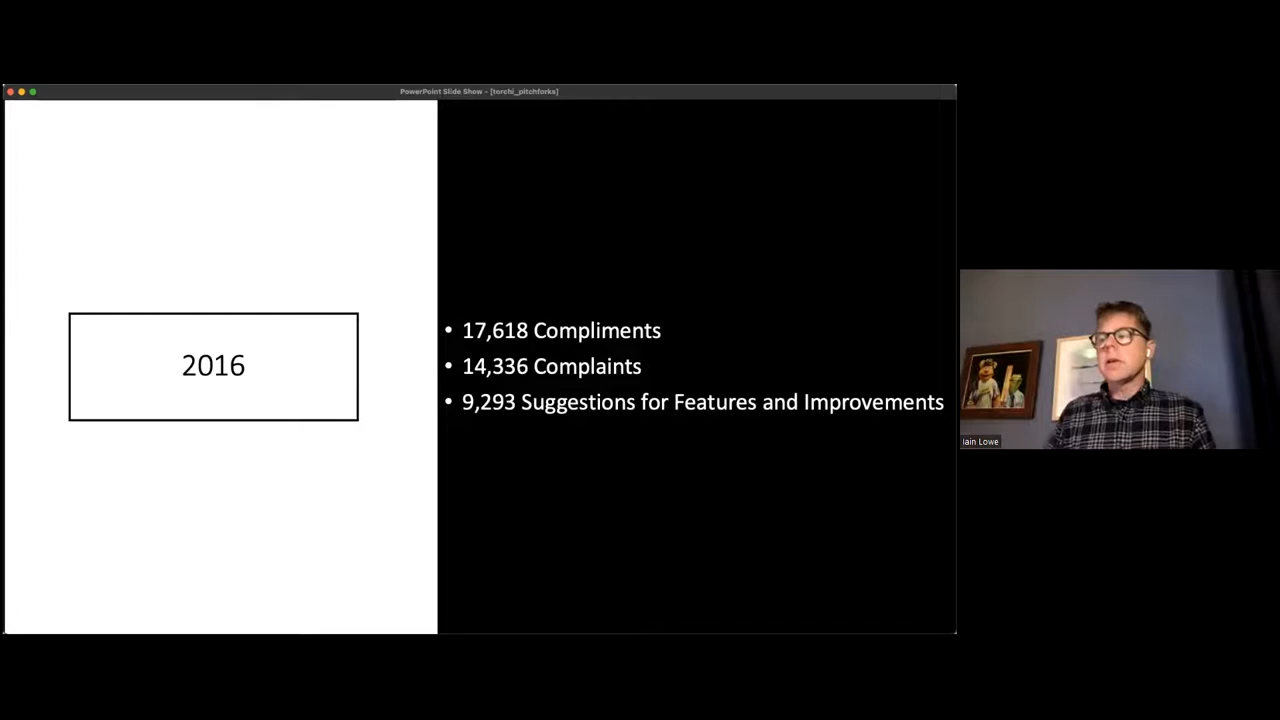 PowerPoint Slide Show - [torchi_pitchforks]
2016
• 17,618 Compliments
• 14,336 Complaints
• 9,293 Suggestions for Features and Improvements
Iain Lowe